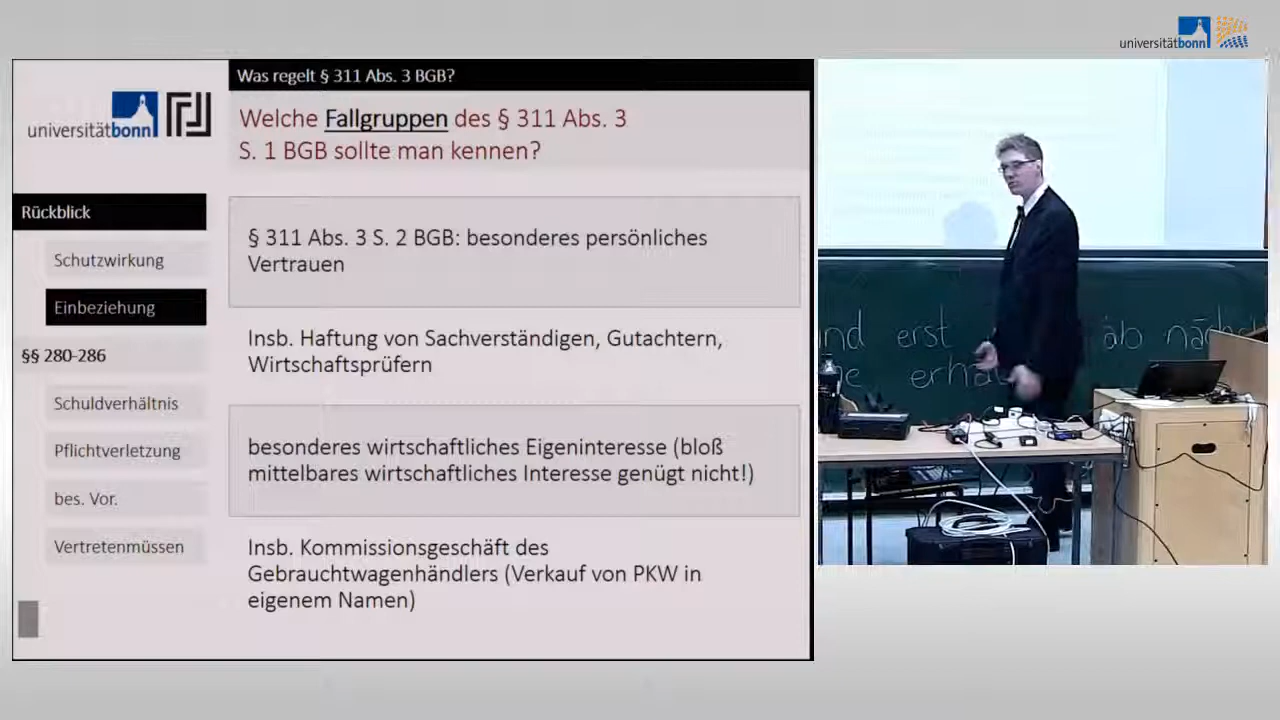 universitätbonn
Was regelt § 311 Abs. 3 BGB?
universitätbonn
Welche Fallgruppen des § 311 Abs. 3
S. 1 BGB sollte man kennen?
Rückblick
Schutzwirkung
Einbeziehung
§§ 280-286
Schuldverhältnis
Pflichtverletzung
bes. Vor.
Vertretenmüssen
§ 311 Abs. 3 S. 2 BGB: besonderes persönliches
Vertrauen
Insb. Haftung von Sachverständigen, Gutachtern,
Wirtschaftsprüfern
besonderes wirtschaftliches Eigeninteresse (bloß
mittelbares wirtschaftliches Interesse genügt nicht!)
Insb. Kommissionsgeschäft des
Gebrauchtwagenhändlers (Verkauf von PKW in
eigenem Namen)
erst ab